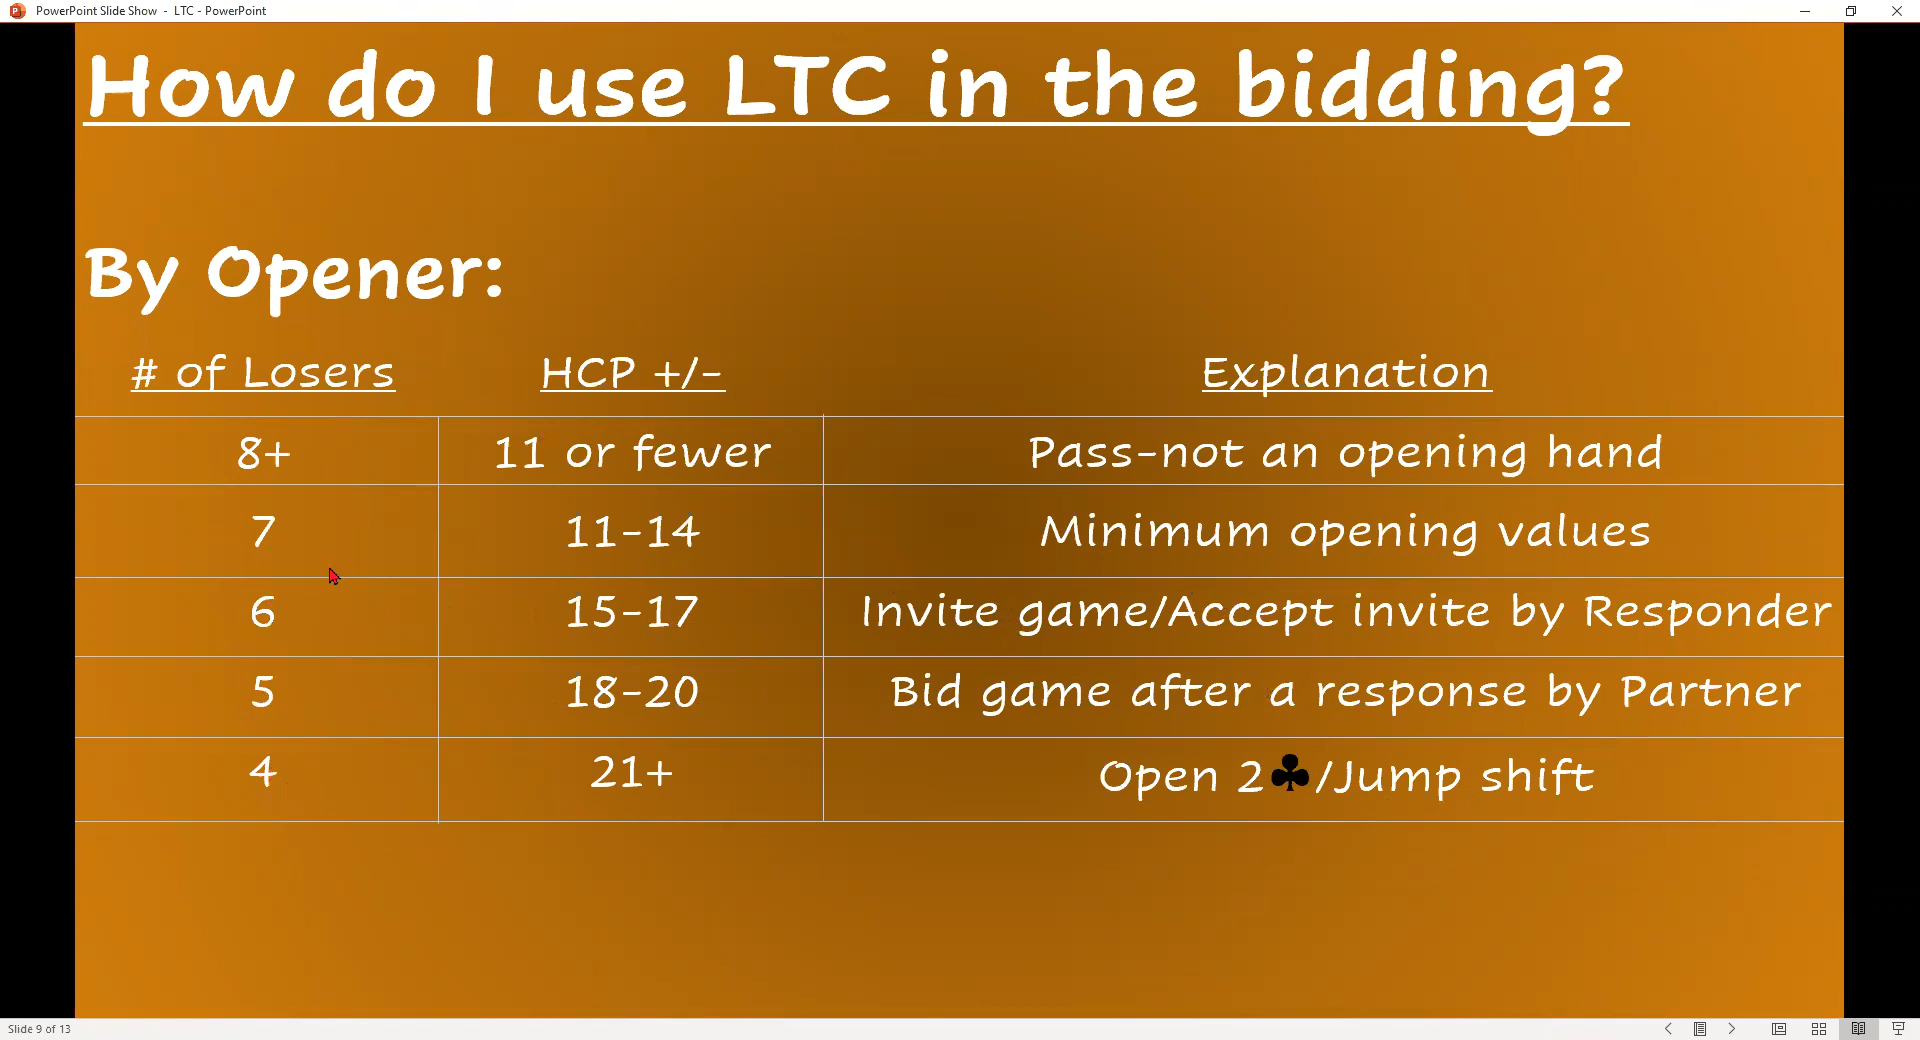 PowerPoint Slide Show - LTC - PowerPoint
How do I use LTC in the bidding?
By Opener:
# of Losers HCP +/- Explanation
8+ 11 or fewer Pass-not an opening hand
7 11-14 Minimum opening values
6 15-17 Invite game/Accept invite by Responder
5 18-20 Bid game after a response by Partner
4 21+ Open 2♣/Jump shift
Slide 9 of 13